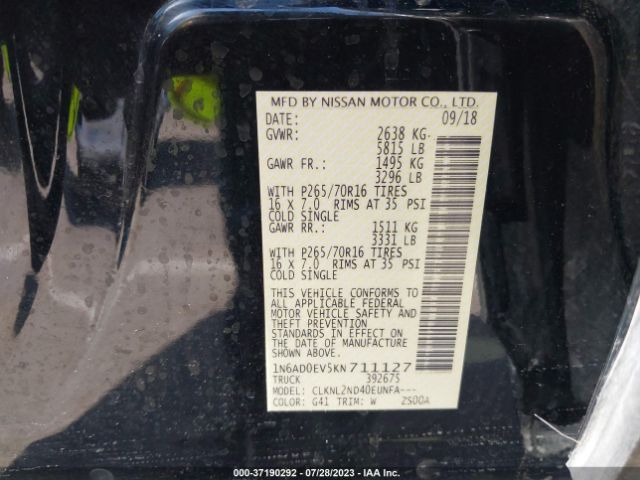 MFD BY NISSAN MOTOR CO., LTD.
DATE: 09/18
GVWR: 2638 KG
5815 LB
GAWR FR.: 1495 KG
3296 LB
WITH P265/70R16 TIRES
16 X 7.0 RIMS AT 35 PSI
COLD SINGLE
GAWR RR.: 1511 KG
3331 LB
WITH P265/70R16 TIRES
16 X 7.0 RIMS AT 35 PSI
COLD SINGLE
THIS VEHICLE CONFORMS TO
ALL APPLICABLE FEDERAL
MOTOR VEHICLE SAFETY AND
THEFT PREVENTION
STANDARDS IN EFFECT ON
THE DATE OF MANUFACTURE
SHOWN ABOVE.
1N6AD0EV5KN711127
TRUCK 392675
MODEL: CLKNL2ND40EUNFA---
COLOR: G41 TRIM: W 2S00A
000-37190292 - 07/28/2023 - IAA Inc.